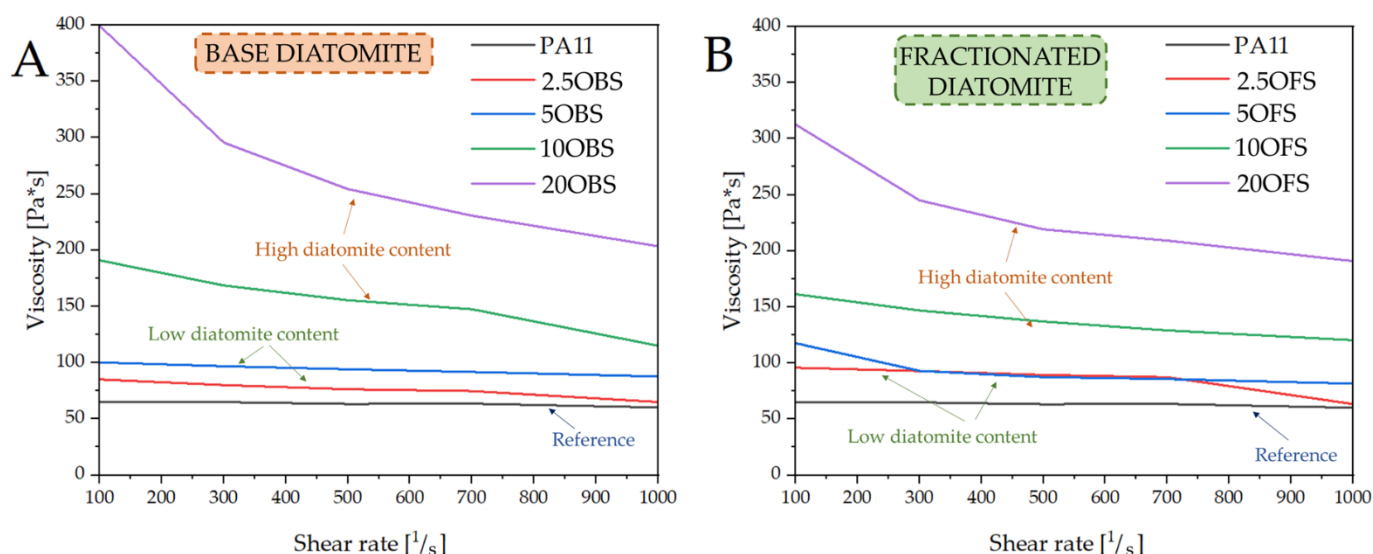 A
BASE DIATOMITE
PA11
2.5OBS
5OBS
10OBS
20OBS
High diatomite content
Low diatomite content
Reference
Viscosity [Pa*s]
400
350
300
250
200
150
100
50
0
100 200 300 400 500 600 700 800 900 1000
Shear rate [1/s]
B
FRACTIONATED
DIATOMITE
PA11
2.5OFS
5OFS
10OFS
20OFS
High diatomite content
Low diatomite content
Reference
Viscosity [Pa*s]
400
350
300
250
200
150
100
50
0
100 200 300 400 500 600 700 800 900 1000
Shear rate [1/s]